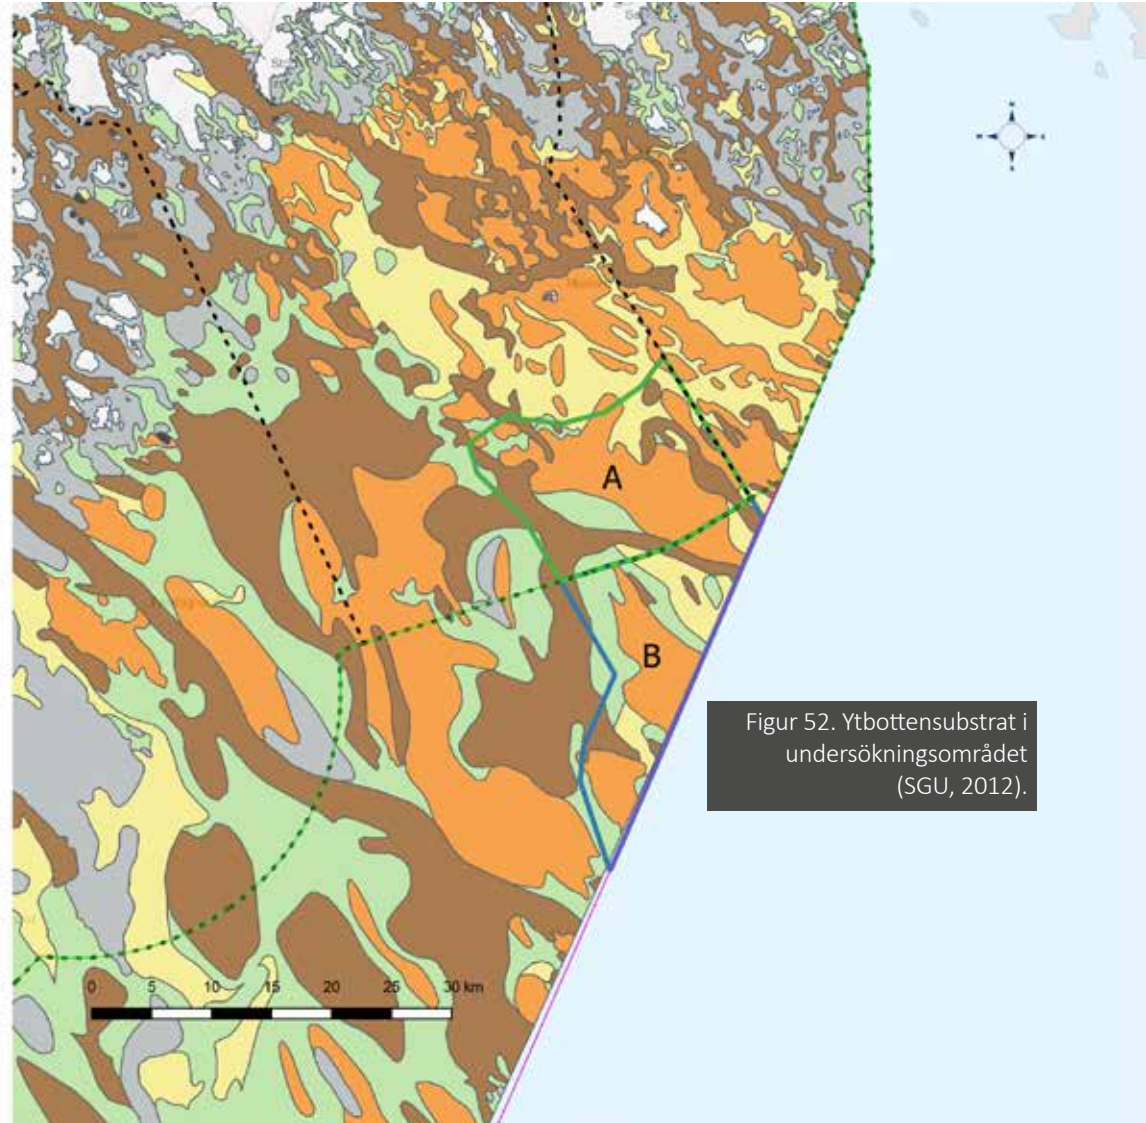 A
B
Figur 52. Ytbottensubstrat i
undersökningsområdet
(SGU, 2012).
0 5 10 15 20 25 30 km